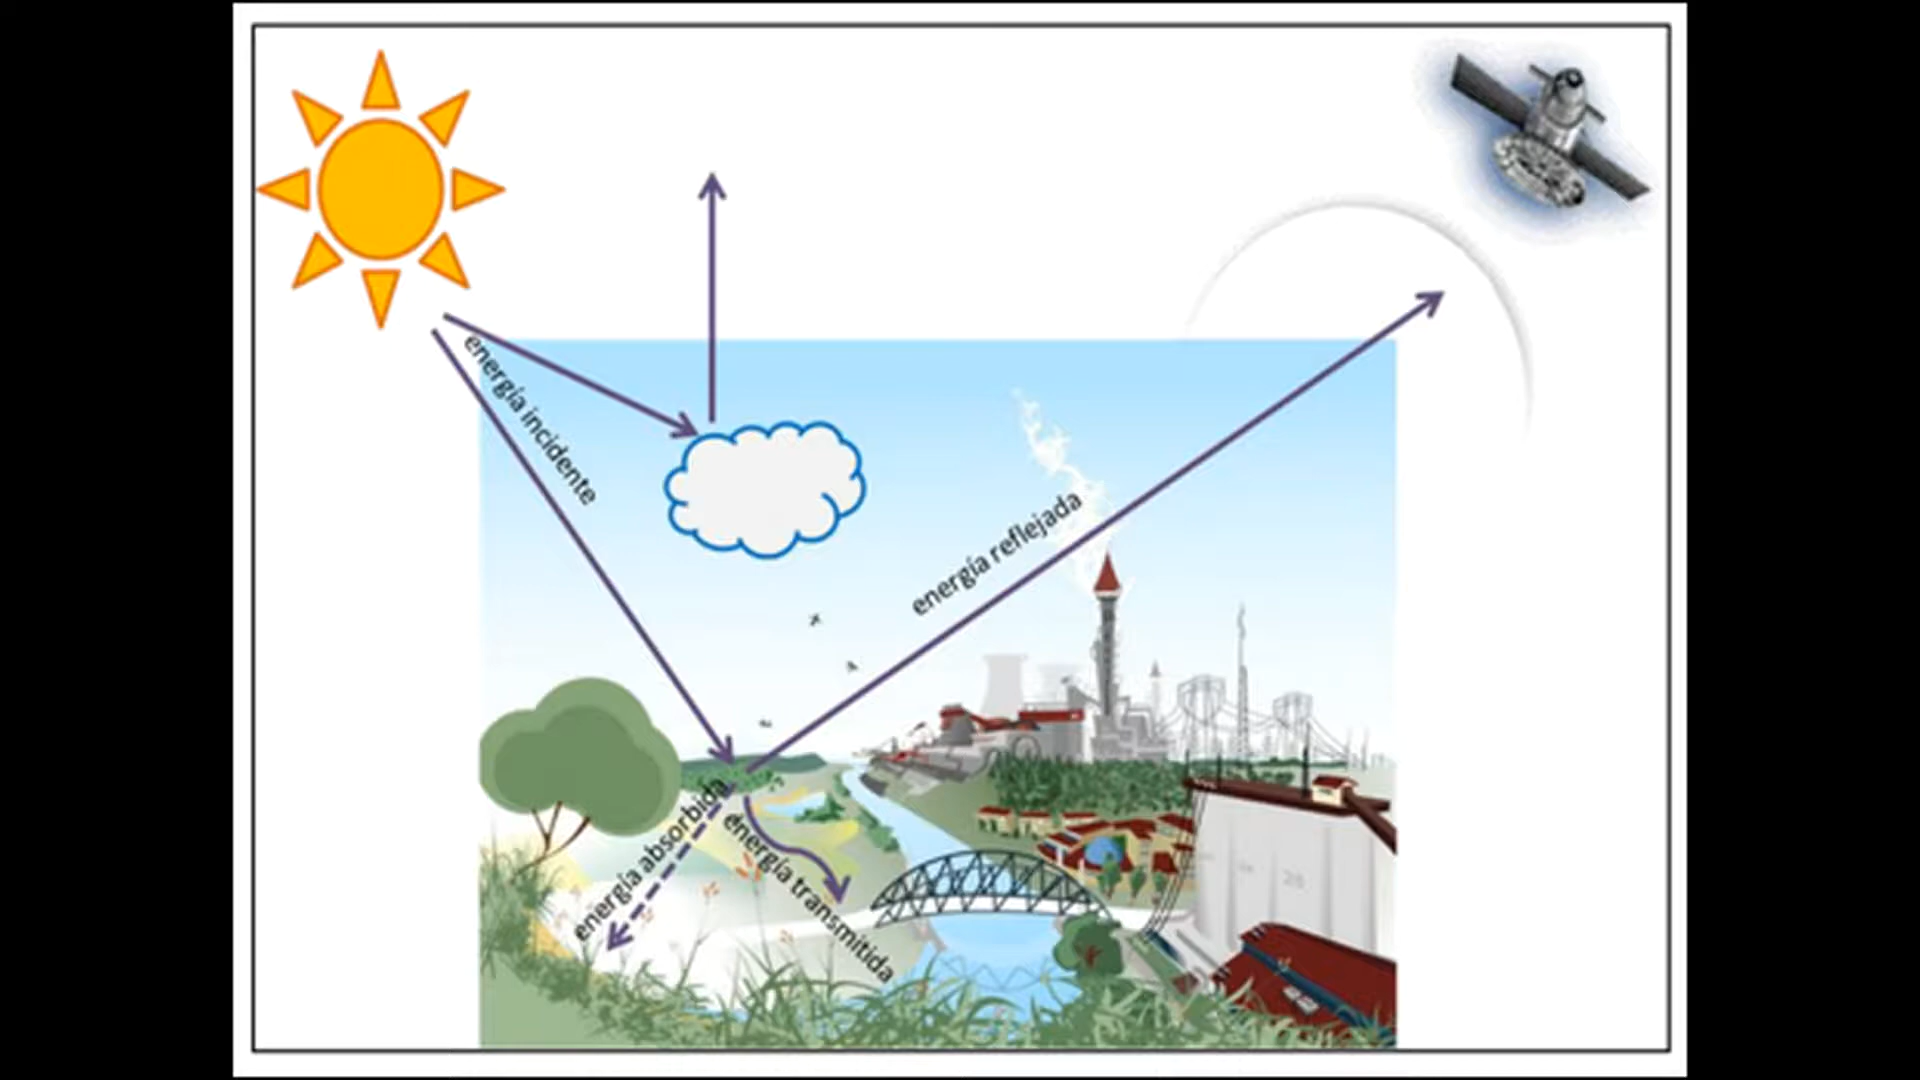 energía incidente
energía reflejada
energía absorbida
energía transmitida